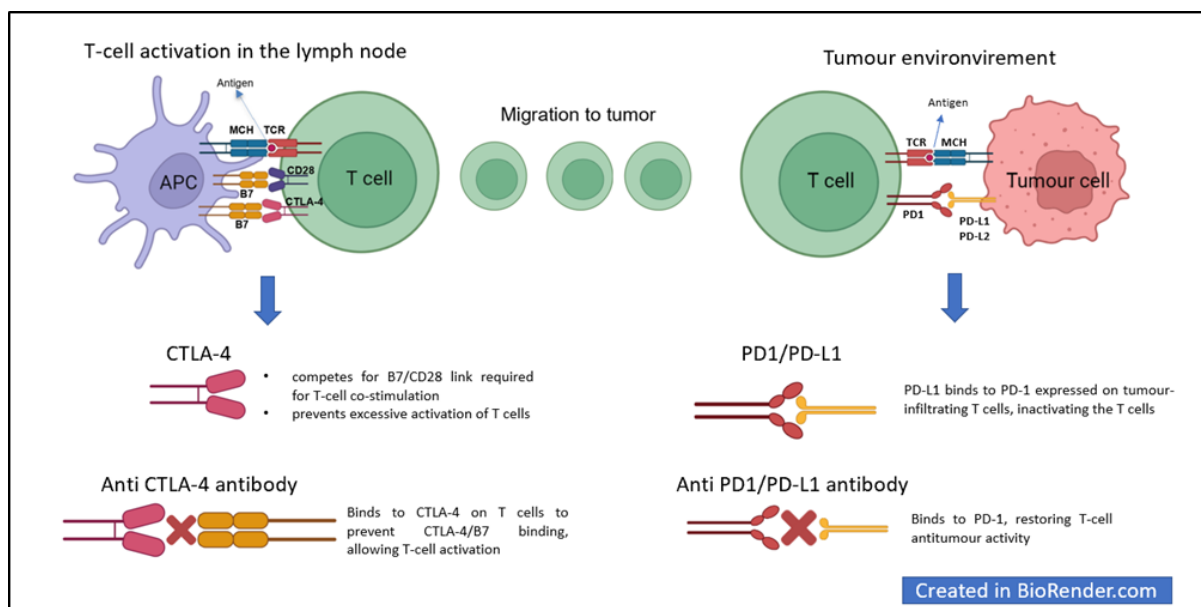 T-cell activation in the lymph node
Antigen
MCH TCR
CD28
APC
B7
T cell
CTLA-4
B7
Migration to tumor
Tumour envirovirement
Antigen
TCR MCH
T cell
Tumour cell
PD1
PD-L1
PD-L2
CTLA-4
• competes for B7/CD28 link required
for T-cell co-stimulation
• prevents excessive activation of T cells
Anti CTLA-4 antibody
Binds to CTLA-4 on T cells to
prevent CTLA-4/B7 binding,
allowing T-cell activation
PD1/PD-L1
PD-L1 binds to PD-1 expressed on tumour-
infiltrating T cells, inactivating the T cells
Anti PD1/PD-L1 antibody
Binds to PD-1, restoring T-cell
antitumour activity
Created in BioRender.com